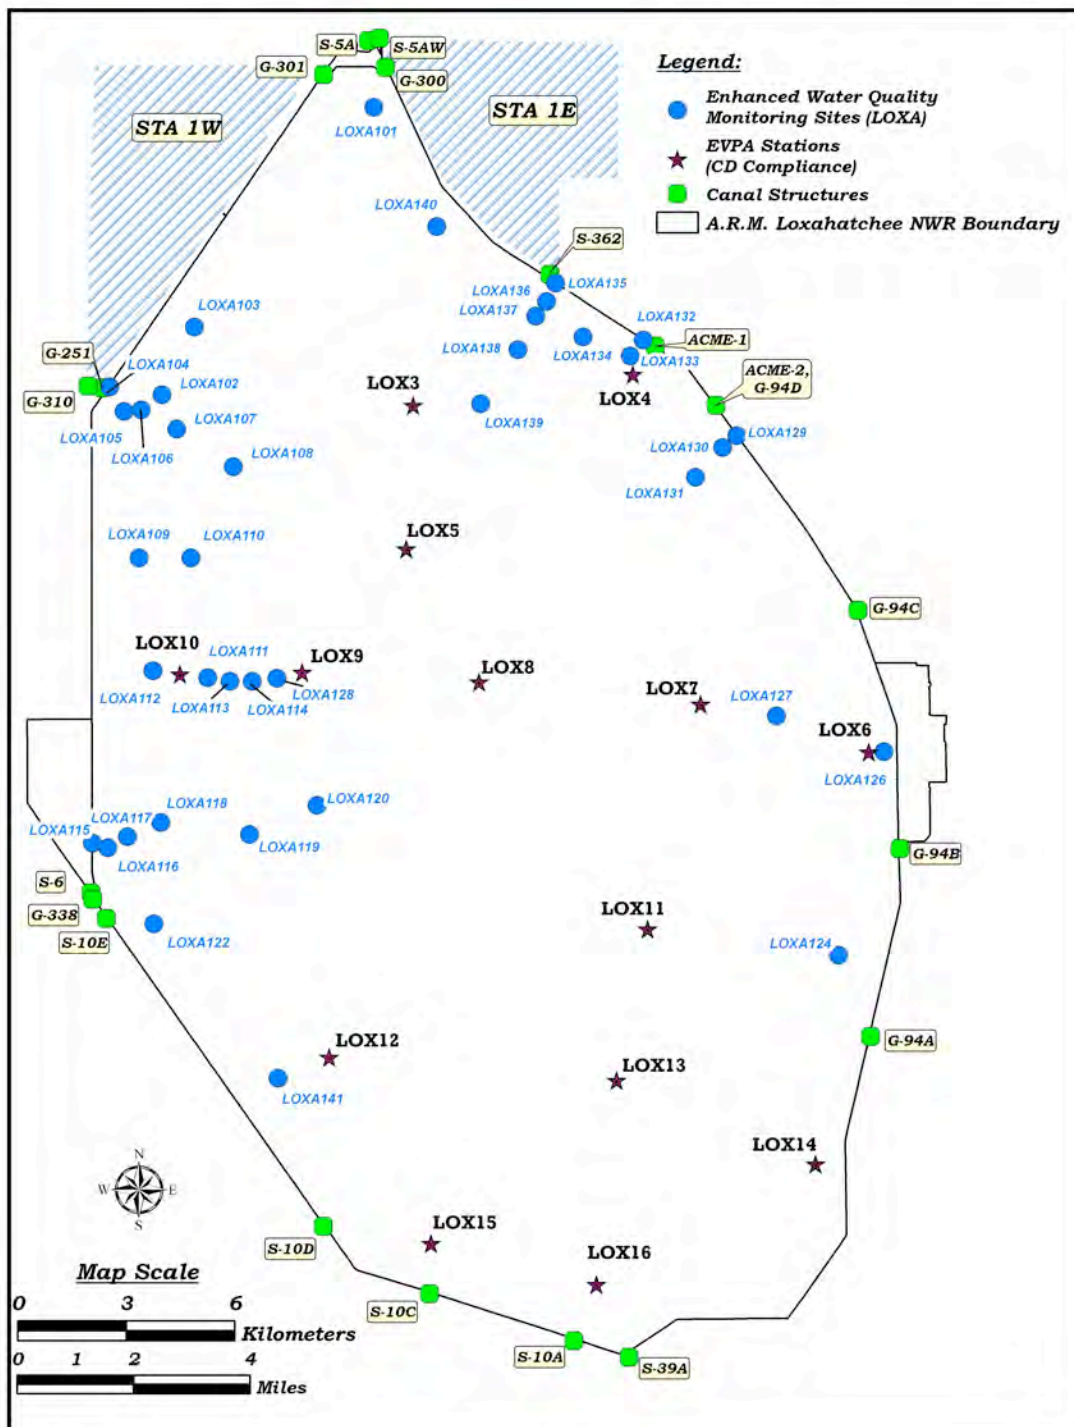 S-5A
S-5AW
G-301
G-300
Legend:
Enhanced Water Quality
Monitoring Sites (LOXA)
EVPA Stations
(CD Compliance)
Canal Structures
A.R.M. Loxahatchee NWR Boundary
STA 1W
STA 1E
LOXA101
LOXA140
S-362
LOXA135
LOXA136
LOXA137
LOXA103
LOXA132
ACME-1
LOXA138
LOXA134
LOXA133
G-251
LOXA104
ACME-2,
G-94D
G-310
LOXA102
LOX3
LOX4
LOXA105
LOXA107
LOXA139
LOXA129
LOXA130
LOXA106
LOXA108
LOXA131
LOXA109
LOXA110
LOX5
G-94C
LOX10
LOXA111
LOX9
LOX8
LOX7
LOXA112
LOXA113
LOXA114
LOXA128
LOXA127
LOX6
LOXA126
LOXA117
LOXA118
LOXA120
LOXA115
LOXA116
LOXA119
G-94B
S-6
G-338
S-10E
LOXA122
LOX11
LOXA124
LOX12
G-94A
LOX13
LOXA141
LOX14
N
W
E
S
LOX15
S-10D
LOX16
Map Scale
0 3 6
Kilometers
0 1 2 4
Miles
S-10C
S-10A
S-39A